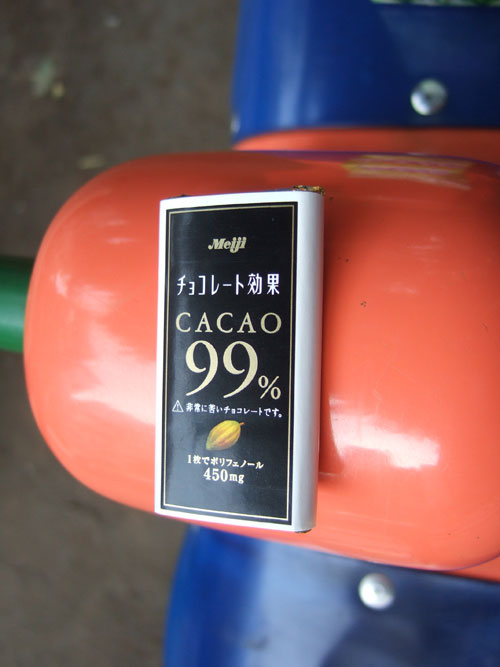 Meiji
チョコレート効果
CACAO
99%
⚠非常に苦いチョコレートです。
1枚でポリフェノール
450mg